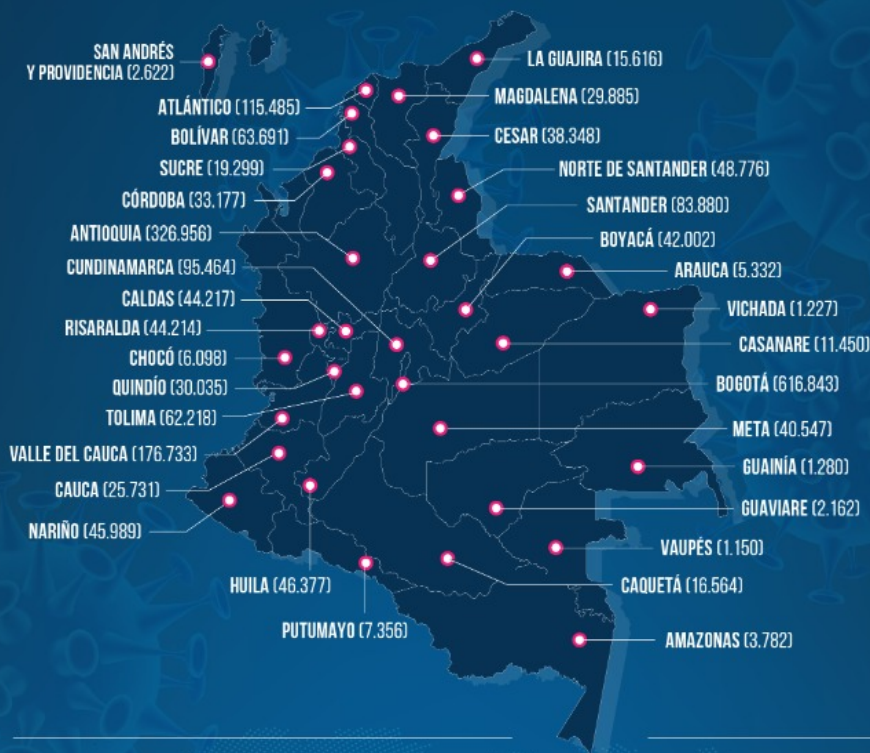 SAN ANDRÉS
Y PROVIDENCIA (2.622)
ATLÁNTICO (115.485)
BOLÍVAR (63.691)
SUCRE (19.299)
CÓRDOBA (33.177)
ANTIOQUIA (326.956)
CUNDINAMARCA (95.464)
CALDAS (44.217)
RISARALDA (44.214)
CHOCÓ (6.098)
QUINDÍO (30.035)
TOLIMA (62.218)
VALLE DEL CAUCA (176.733)
CAUCA (25.731)
NARIÑO (45.989)
HUILA (46.377)
PUTUMAYO (7.356)
LA GUAJIRA (15.616)
MAGDALENA (29.885)
CESAR (38.348)
NORTE DE SANTANDER (48.776)
SANTANDER (83.880)
BOYACÁ (42.002)
ARAUCA (5.332)
VICHADA (1.227)
CASANARE (11.450)
BOGOTÁ (616.843)
META (40.547)
GUAINÍA (1.280)
GUAVIARE (2.162)
VAUPÉS (1.150)
CAQUETÁ (16.564)
AMAZONAS (3.782)